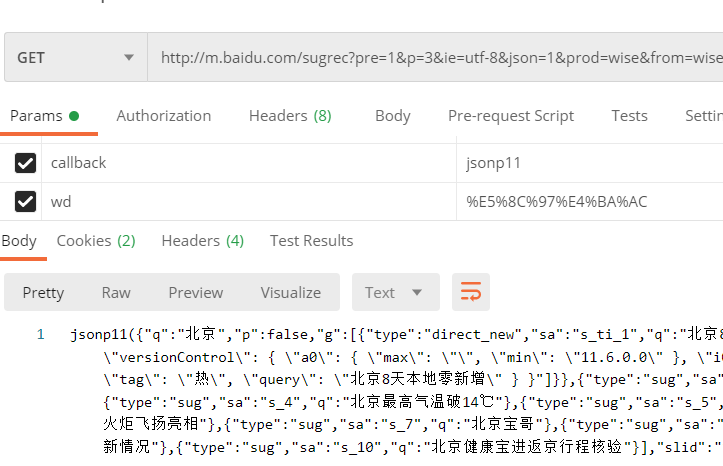 GET http://m.baidu.com/sugrec?pre=1&p=3&ie=utf-8&json=1&prod=wise&from=wise
Params Authorization Headers (8) Body Pre-request Script Tests Settin
callback jsonp11
wd %E5%8C%97%E4%BA%AC
Body Cookies (2) Headers (4) Test Results
Pretty Raw Preview Visualize Text
1 jsonp11({"q":"北京","p":false,"g":[{"type":"direct_new","sa":"s_ti_1","q":"北京8
\"versionControl\": { \"a0\": { \"max\": \"\", \"min\": \"11.6.0.0\" }, \"i
\"tag\": \"热\", \"query\": \"北京8天本地零新增\" } }"]}},{"type":"sug","sa"
{"type":"sug","sa":"s_4","q":"北京最高气温破14℃"},{"type":"sug","sa":"s_5",
火炬飞扬亮相"},{"type":"sug","sa":"s_7","q":"北京宝哥"},{"type":"sug","sa":"s
新情况"},{"type":"sug","sa":"s_10","q":"北京健康宝进返京行程核验"}],"slid":"